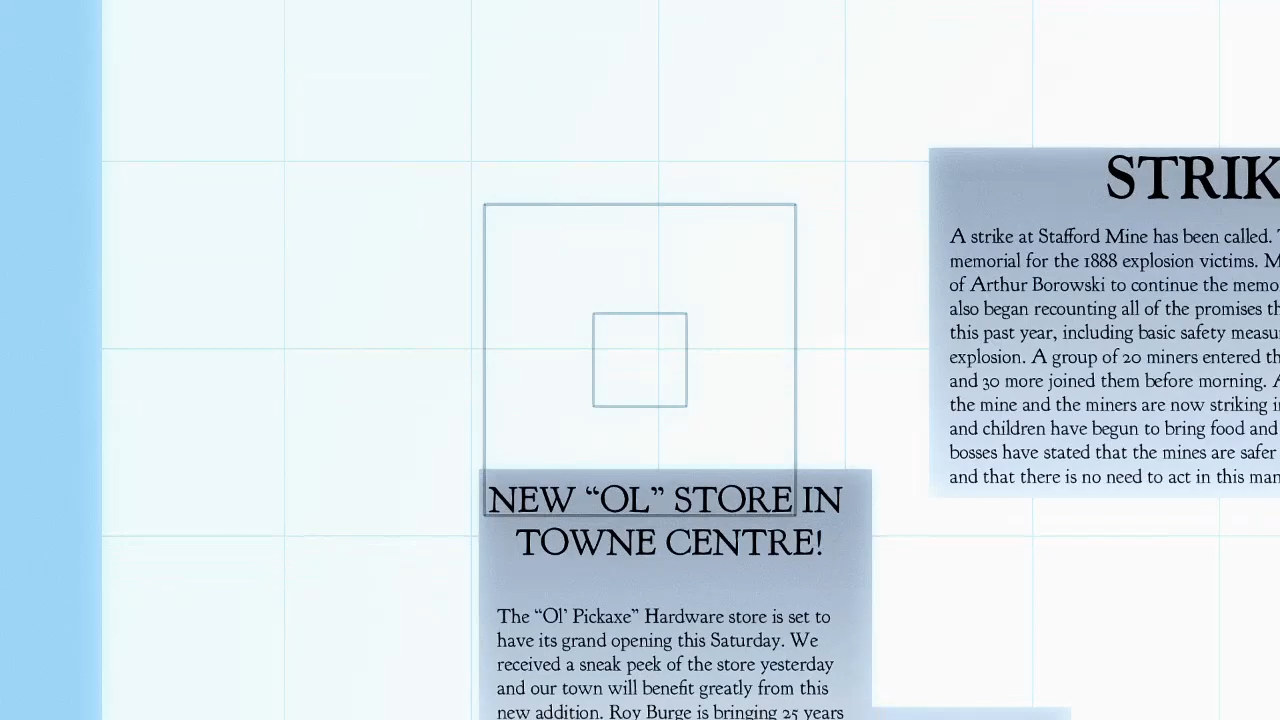 STRIK
A strike at Stafford Mine has been called.
memorial for the 1888 explosion victims.
of Arthur Borowski to continue the memo
also began recounting all of the promises th
this past year, including basic safety measu
explosion. A group of 20 miners entered th
and 30 more joined them before morning. A
the mine and the miners are now striking i
and children have begun to bring food and
bosses have stated that the mines are safer
and that there is no need to act in this man
NEW “OL” STORE IN
TOWNE CENTRE!
The “Ol’ Pickaxe” Hardware store is set to
have its grand opening this Saturday. We
received a sneak peek of the store yesterday
and our town will benefit greatly from this
new addition. Roy Burge is bringing 25 years